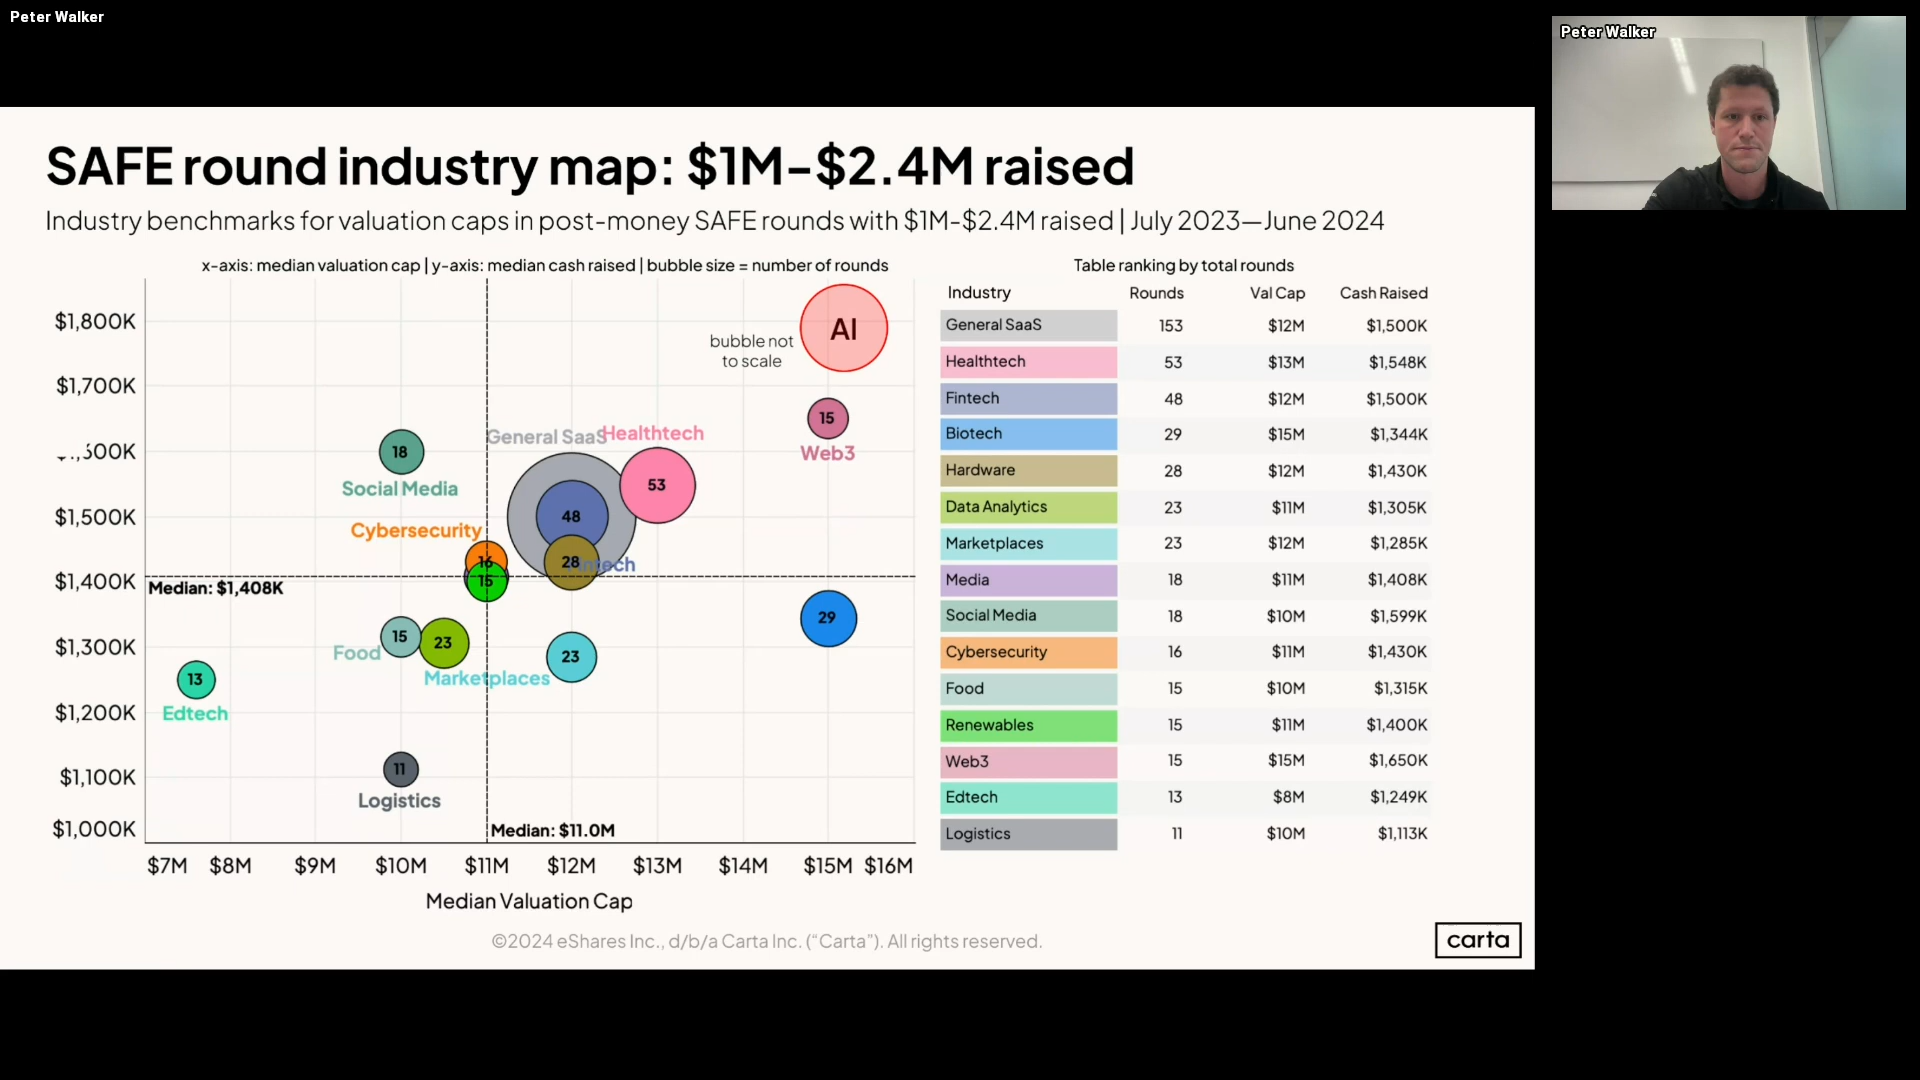 Peter Walker
Peter Walker
SAFE round industry map: $1M–$2.4M raised
Industry benchmarks for valuation caps in post-money SAFE rounds with $1M-$2.4M raised | July 2023—June 2024
x-axis: median valuation cap | y-axis: median cash raised | bubble size = number of rounds
$1,800K
$1,700K
$1,500K
$1,400K
$1,300K
$1,200K
$1,100K
$1,000K
AI
bubble not
to scale
15
Web3
General SaaS
Healthtech
18
Social Media
53
48
Cybersecurity
16
28
15
Median: $1,408K
29
15
Food
23
23
Marketplaces
13
Edtech
11
Logistics
Median: $11.0M
$7M $8M $9M $10M $11M $12M $13M $14M $15M $16M
Median Valuation Cap
Table ranking by total rounds
Industry Rounds Val Cap Cash Raised
General SaaS 153 $12M $1,500K
Healthtech 53 $13M $1,548K
Fintech 48 $12M $1,500K
Biotech 29 $15M $1,344K
Hardware 28 $12M $1,430K
Data Analytics 23 $11M $1,305K
Marketplaces 23 $12M $1,285K
Media 18 $11M $1,408K
Social Media 18 $10M $1,599K
Cybersecurity 16 $11M $1,430K
Food 15 $10M $1,315K
Renewables 15 $11M $1,400K
Web3 15 $15M $1,650K
Edtech 13 $8M $1,249K
Logistics 11 $10M $1,113K
©2024 eShares Inc., d/b/a Carta Inc. (“Carta”). All rights reserved.
carta